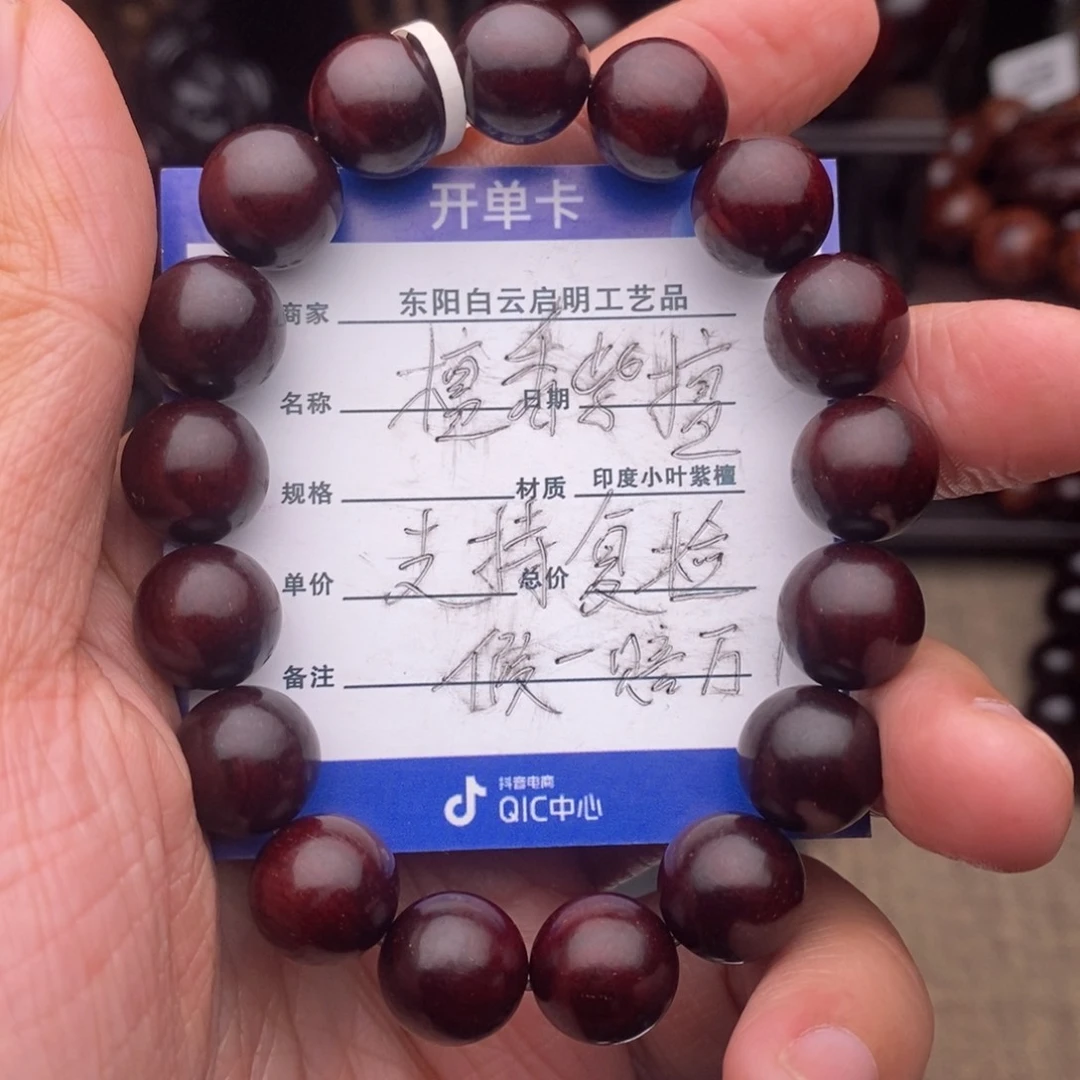 开单卡
商家 东阳白云启明工艺品
檀香紫檀
名称 日期
规格 材质 印度小叶紫檀
支持复检
单价 总价
假一赔万
备注
抖音电商
QIC中心